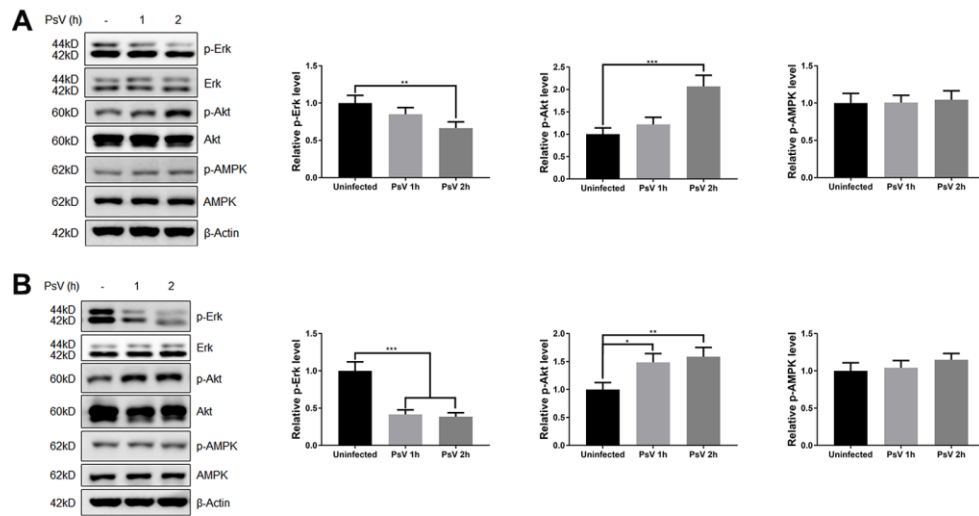 A
PsV (h) - 1 2
44kD
42kD
p-Erk
44kD
42kD
Erk
60kD
p-Akt
60kD
Akt
62kD
p-AMPK
62kD
AMPK
42kD
β-Actin
Relative p-Erk level
1.5
1.0
0.5
0.0
**
Uninfected PsV 1h PsV 2h
Relative p-Akt level
2.5
2.0
1.5
1.0
0.5
0.0
***
Uninfected PsV 1h PsV 2h
Relative p-AMPK level
1.5
1.0
0.5
0.0
Uninfected PsV 1h PsV 2h
B
PsV (h) - 1 2
44kD
42kD
p-Erk
44kD
42kD
Erk
60kD
p-Akt
60kD
Akt
62kD
p-AMPK
62kD
AMPK
42kD
β-Actin
Relative p-Erk level
1.5
1.0
0.5
0.0
***
Uninfected PsV 1h PsV 2h
Relative p-Akt level
2.0
1.5
1.0
0.5
0.0
**
*
Uninfected PsV 1h PsV 2h
Relative p-AMPK level
1.5
1.0
0.5
0.0
Uninfected PsV 1h PsV 2h